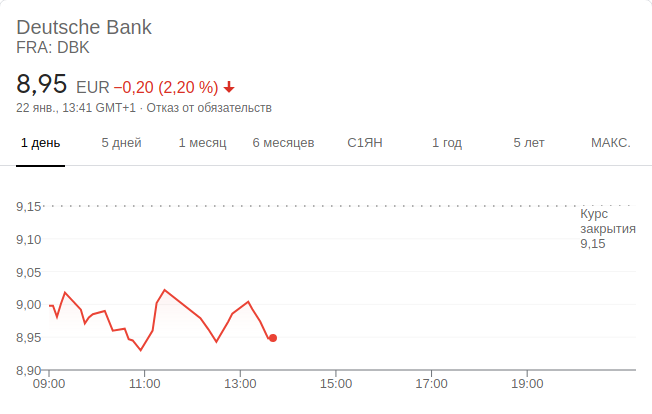 Deutsche Bank
FRA: DBK
8,95 EUR −0,20 (2,20 %)
22 янв., 13:41 GMT+1 · Отказ от обязательств
1 день 5 дней 1 месяц 6 месяцев С1ЯН 1 год 5 лет МАКС.
9,15
Курс
закрытия
9,15
9,10
9,05
9,00
8,95
8,90
09:00 11:00 13:00 15:00 17:00 19:00